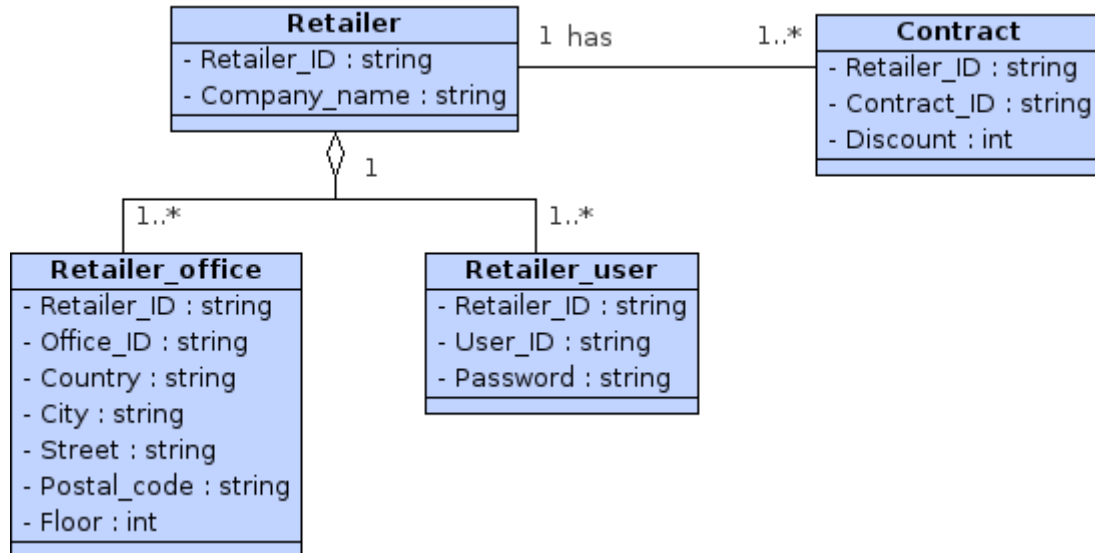 Retailer
- Retailer_ID : string
- Company_name : string
1 has
1..*
Contract
- Retailer_ID : string
- Contract_ID : string
- Discount : int
1
1..*
1..*
Retailer_office
- Retailer_ID : string
- Office_ID : string
- Country : string
- City : string
- Street : string
- Postal_code : string
- Floor : int
Retailer_user
- Retailer_ID : string
- User_ID : string
- Password : string